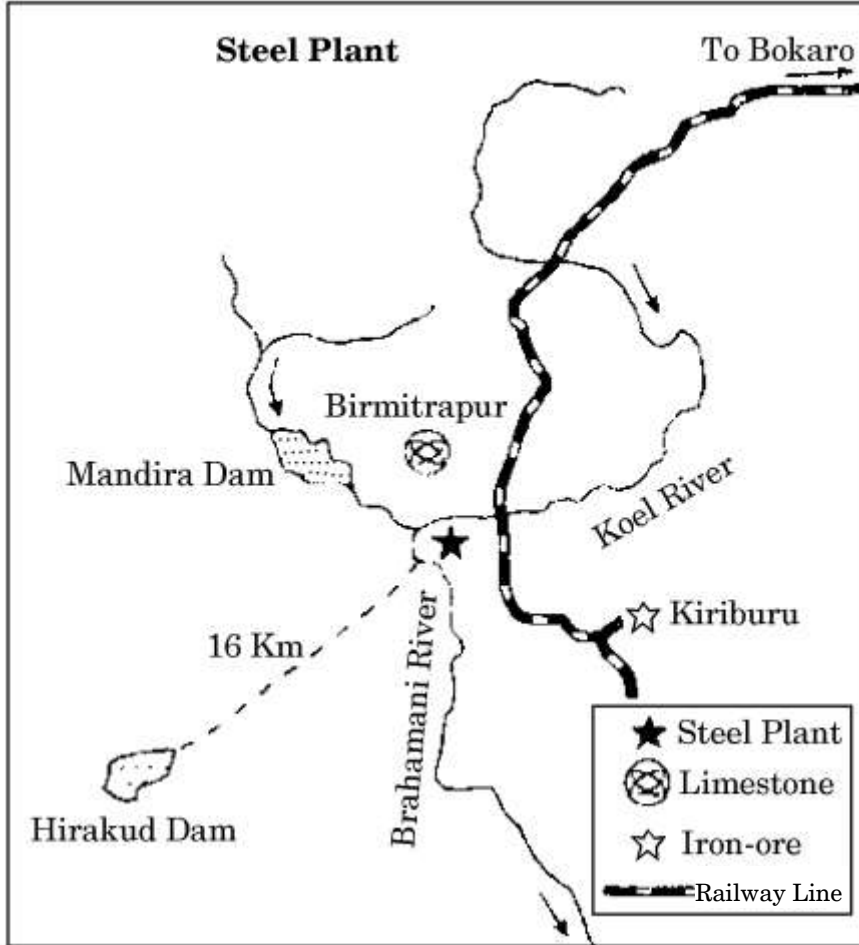 Steel Plant
To Bokaro
Birmitrapur
Mandira Dam
Koel River
Kiriburu
16 Km
Brahamani River
Hirakud Dam
Steel Plant
Limestone
Iron-ore
Railway Line